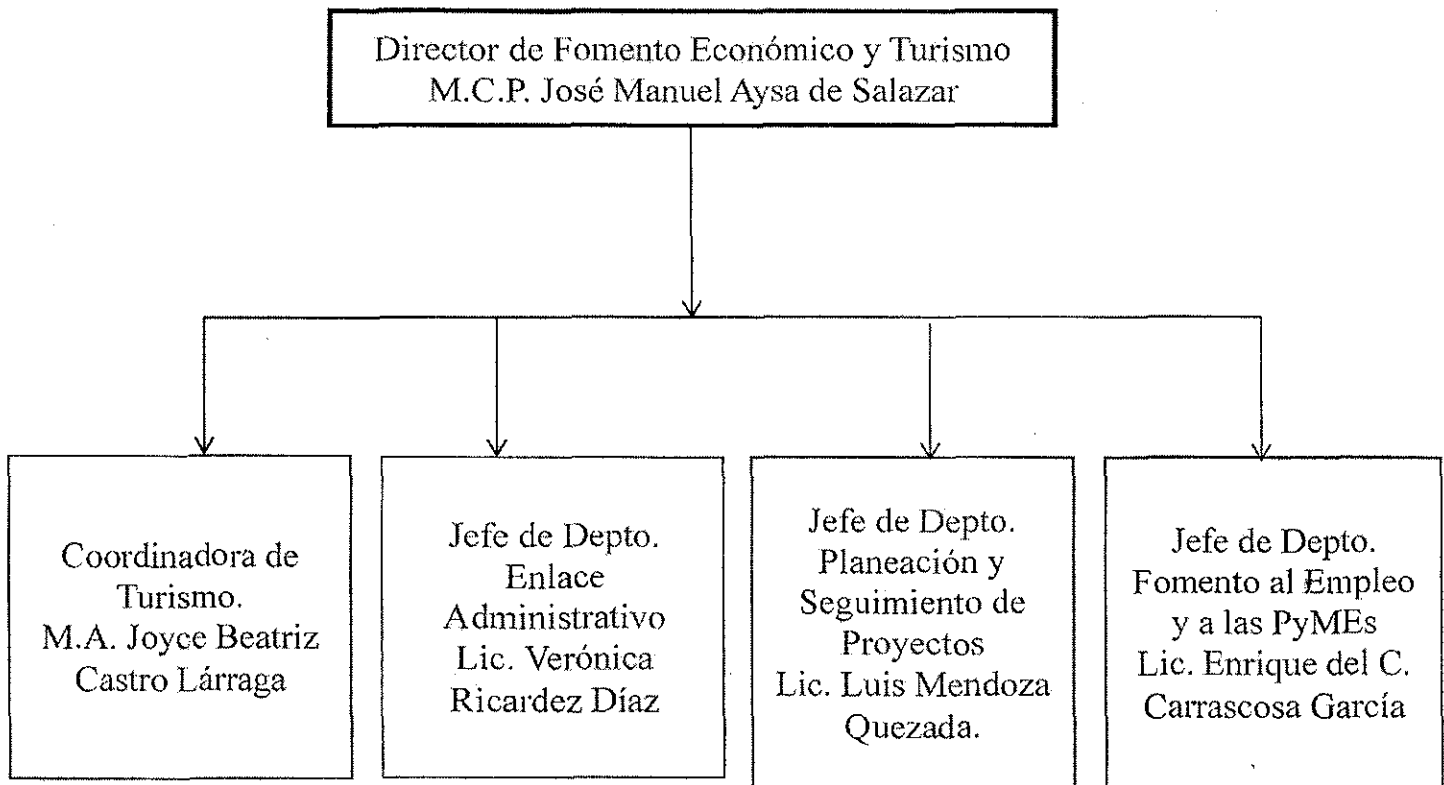 Director de Fomento Económico y Turismo
M.C.P. José Manuel Aysa de Salazar
Coordinadora de
Turismo.
M.A. Joyce Beatriz
Castro Lárraga
Jefe de Depto.
Enlace
Administrativo
Lic. Verónica
Ricardez Díaz
Jefe de Depto.
Planeación y
Seguimiento de
Proyectos
Lic. Luis Mendoza
Quezada.
Jefe de Depto.
Fomento al Empleo
y a las PyMEs
Lic. Enrique del C.
Carrascosa García